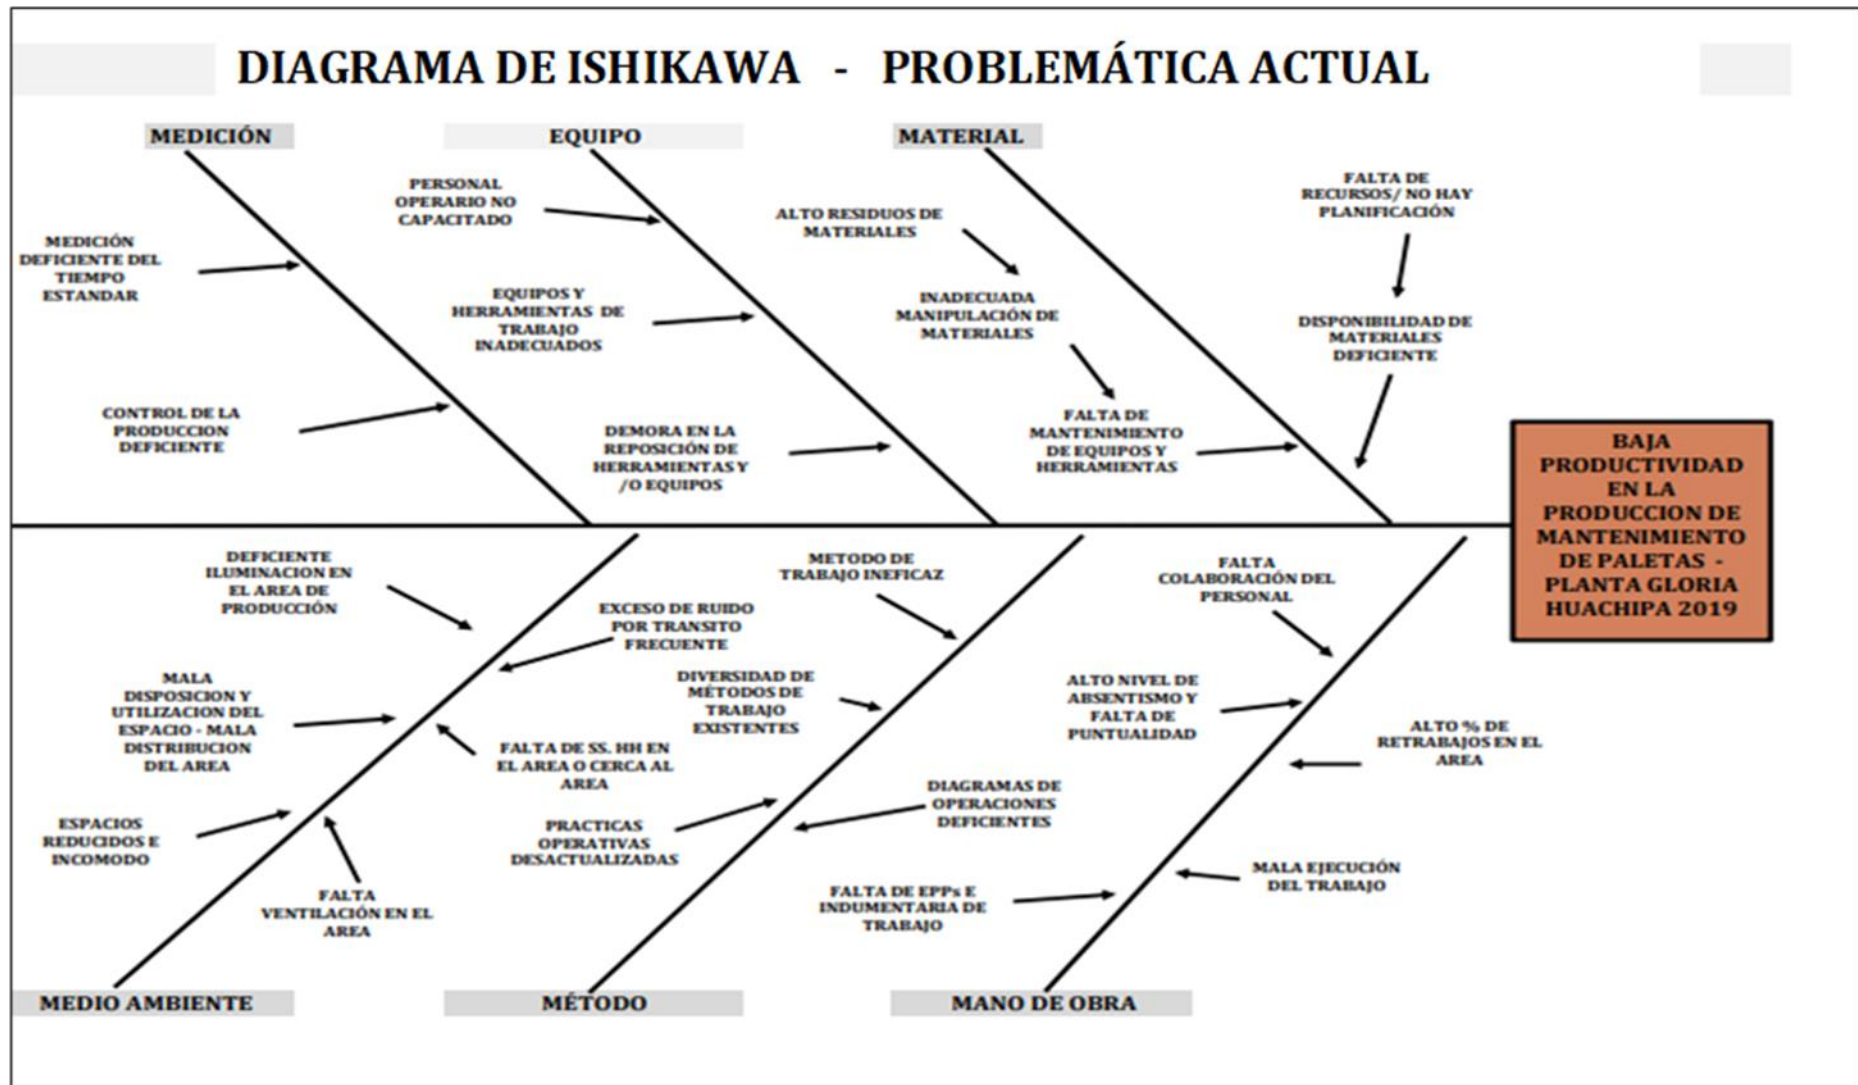 DIAGRAMA DE ISHIKAWA - PROBLEMÁTICA ACTUAL
MEDICIÓN
EQUIPO
MATERIAL
MEDICIÓN
DEFICIENTE DEL
TIEMPO
ESTANDAR
CONTROL DE LA
PRODUCCION
DEFICIENTE
PERSONAL
OPERARIO NO
CAPACITADO
EQUIPOS Y
HERRAMIENTAS DE
TRABAJO
INADECUADOS
DEMORA EN LA
REPOSICIÓN DE
HERRAMIENTAS Y
/O EQUIPOS
ALTO RESIDUOS DE
MATERIALES
INADECUADA
MANIPULACIÓN DE
MATERIALES
FALTA DE
MANTENIMIENTO
DE EQUIPOS Y
HERRAMIENTAS
FALTA DE
RECURSOS/ NO HAY
PLANIFICACIÓN
DISPONIBILIDAD DE
MATERIALES
DEFICIENTE
BAJA
PRODUCTIVIDAD
EN LA
PRODUCCION DE
MANTENIMIENTO
DE PALETAS -
PLANTA GLORIA
HUACHIPA 2019
DEFICIENTE
ILUMINACION EN
EL AREA DE
PRODUCCIÓN
EXCESO DE RUIDO
POR TRANSITO
FRECUENTE
MALA
DISPOSICION Y
UTILIZACION DEL
ESPACIO - MALA
DISTRIBUCION
DEL AREA
FALTA DE SS. HH EN
EL AREA O CERCA AL
AREA
ESPACIOS
REDUCIDOS E
INCOMODO
FALTA
VENTILACIÓN EN EL
AREA
METODO DE
TRABAJO INEFICAZ
DIVERSIDAD DE
MÉTODOS DE
TRABAJO
EXISTENTES
PRACTICAS
OPERATIVAS
DESACTUALIZADAS
DIAGRAMAS DE
OPERACIONES
DEFICIENTES
FALTA
COLABORACIÓN DEL
PERSONAL
ALTO NIVEL DE
ABSENTISMO Y
FALTA DE
PUNTUALIDAD
ALTO % DE
RETRABAJOS EN EL
AREA
FALTA DE EPPs E
INDUMENTARIA DE
TRABAJO
MALA EJECUCIÓN
DEL TRABAJO
MEDIO AMBIENTE
MÉTODO
MANO DE OBRA